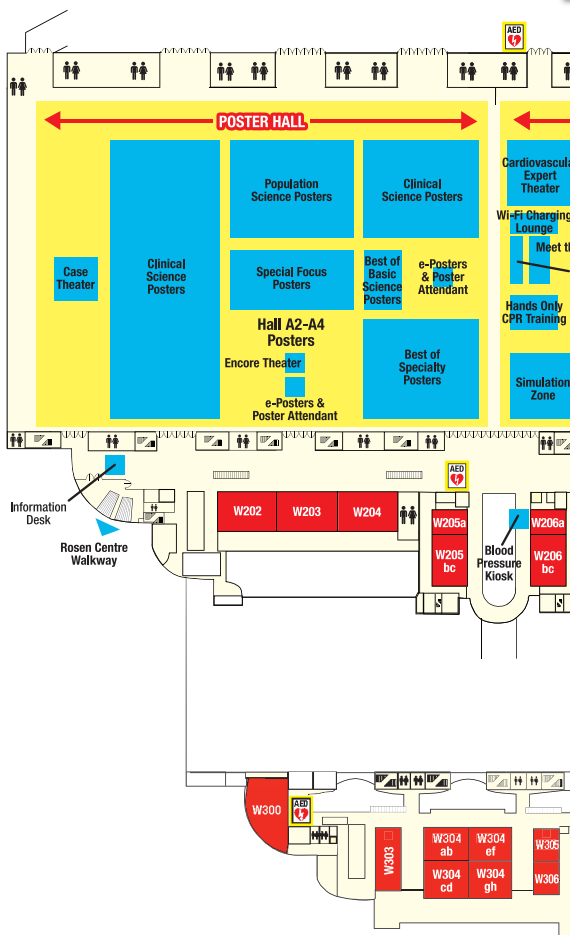 AED
POSTER HALL
Population
Science Posters
Clinical
Science Posters
Cardiovascula
Expert
Theater
Wi-Fi Charging
Lounge
Meet th
Case
Theater
Clinical
Science
Posters
Special Focus
Posters
Best of
Basic
Science
Posters
e-Posters
& Poster
Attendant
Hands Only
CPR Training
Hall A2-A4
Posters
Encore Theater
e-Posters &
Poster Attendant
Best of
Specialty
Posters
Simulation
Zone
Information
Desk
Rosen Centre
Walkway
AED
W202
W203
W204
W205a
W205
bc
W206a
W206
bc
Blood
Pressure
Kiosk
W300
AED
W303
W304
ab
W304
ef
W304
cd
W304
gh
W305
W306